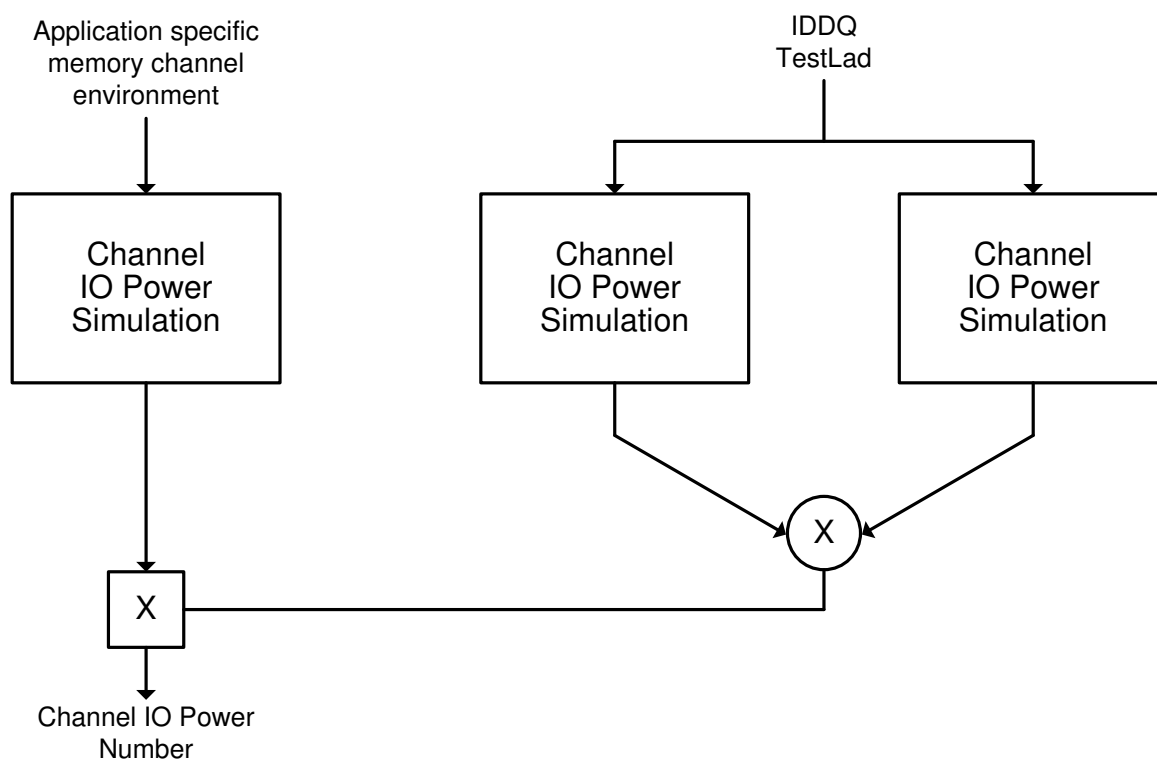 Application specific
memory channel
environment
IDDQ
TestLad
Channel
IO Power
Simulation
Channel
IO Power
Simulation
Channel
IO Power
Simulation
X
X
Channel IO Power
Number